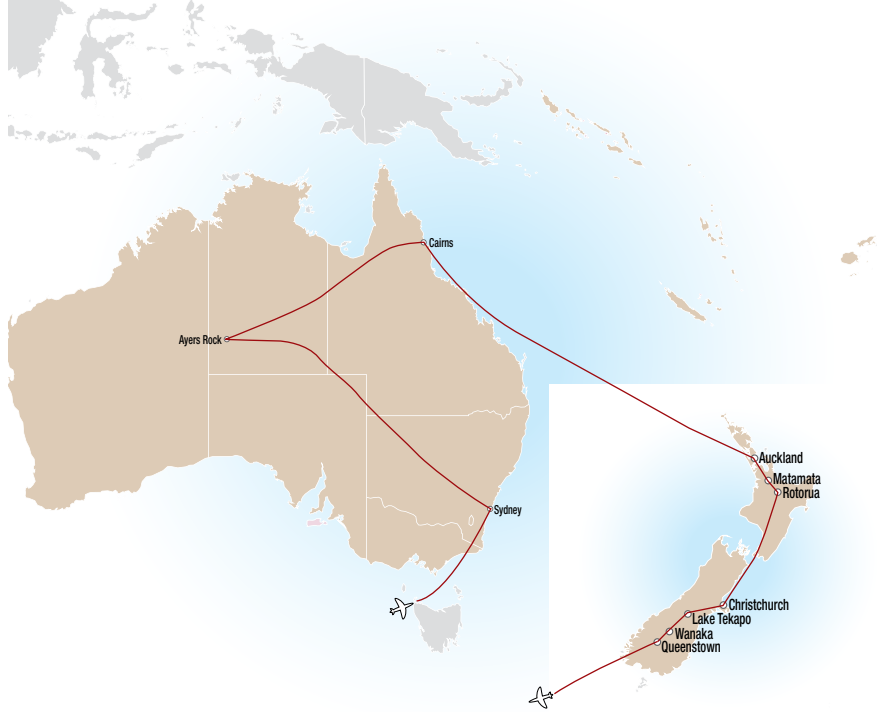 Cairns
Ayers Rock
Auckland
Matamata
Rotorua
Sydney
Christchurch
Lake Tekapo
Wanaka
Queenstown